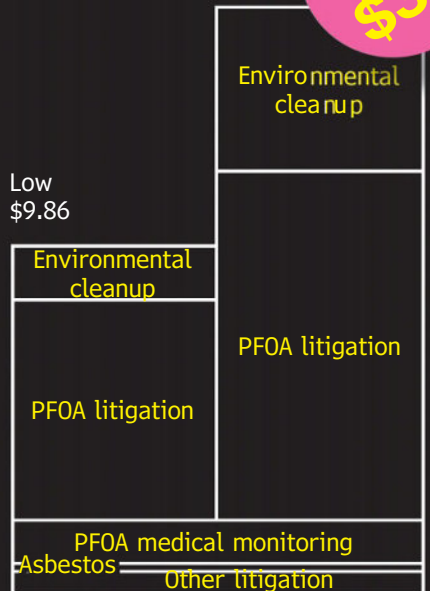 Environmental
cleanup
Low
$9.86
Environmental
cleanup
PFOA litigation
PFOA litigation
PFOA medical monitoring
Asbestos
Other litigation